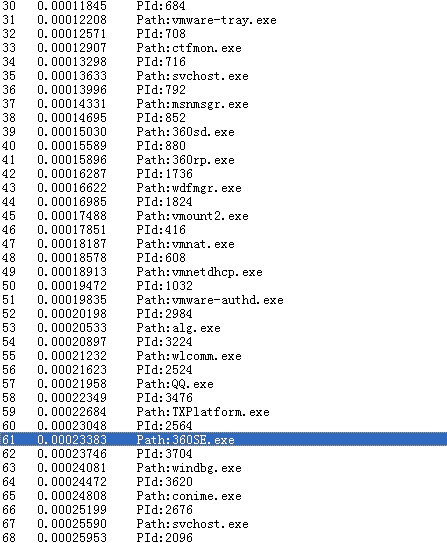 30 0.00011845 PId:684
31 0.00012208 Path:vmware-tray.exe
32 0.00012571 PId:708
33 0.00012907 Path:ctfmon.exe
34 0.00013298 PId:716
35 0.00013633 Path:svchost.exe
36 0.00013996 PId:792
37 0.00014331 Path:msnmsgr.exe
38 0.00014695 PId:852
39 0.00015030 Path:360sd.exe
40 0.00015589 PId:880
41 0.00015896 Path:360rp.exe
42 0.00016287 PId:1736
43 0.00016622 Path:wdfmgr.exe
44 0.00016985 PId:1824
45 0.00017488 Path:vmount2.exe
46 0.00017851 PId:416
47 0.00018187 Path:vmnat.exe
48 0.00018578 PId:608
49 0.00018913 Path:vmnetdhcp.exe
50 0.00019472 PId:1032
51 0.00019835 Path:vmware-authd.exe
52 0.00020198 PId:2984
53 0.00020533 Path:alg.exe
54 0.00020897 PId:3224
55 0.00021232 Path:wlcomm.exe
56 0.00021623 PId:2524
57 0.00021958 Path:QQ.exe
58 0.00022349 PId:3476
59 0.00022684 Path:TXPlatform.exe
60 0.00023048 PId:2564
61 0.00023383 Path:360SE.exe
62 0.00023746 PId:3704
63 0.00024081 Path:windbg.exe
64 0.00024472 PId:3620
65 0.00024808 Path:conime.exe
66 0.00025199 PId:2676
67 0.00025590 Path:svchost.exe
68 0.00025953 PId:2096